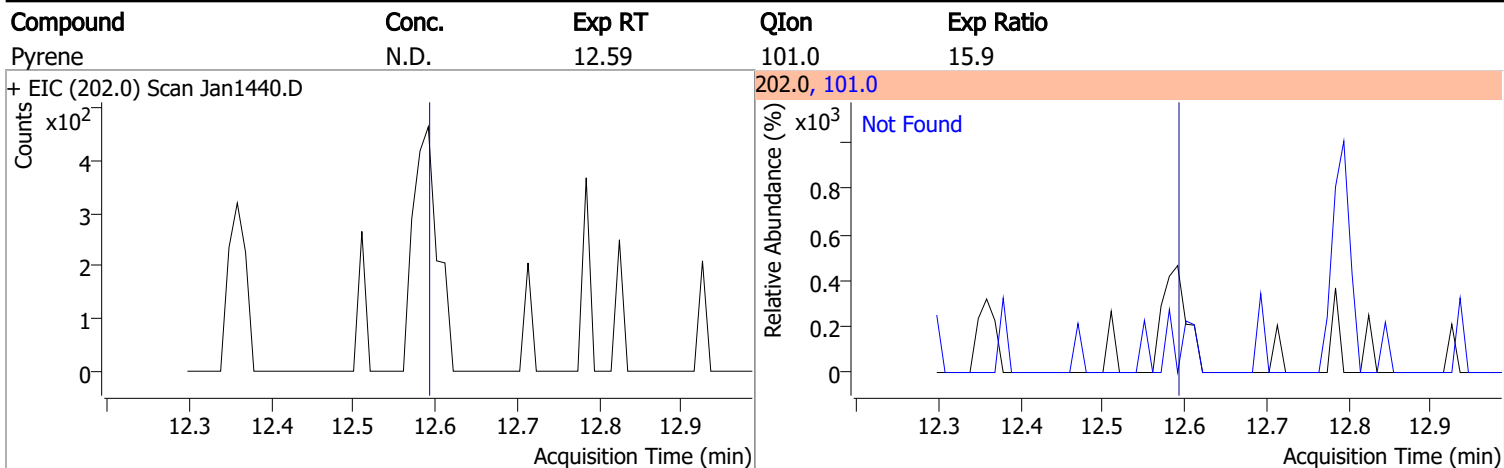 Compound Conc. Exp RT QIon Exp Ratio
Pyrene N.D. 12.59 101.0 15.9
+ EIC (202.0) Scan Jan1440.D
Counts
x10²
4
3
2
1
0
12.3 12.4 12.5 12.6 12.7 12.8 12.9
Acquisition Time (min)
202.0, 101.0
Relative Abundance (%)
x10³
Not Found
0.8
0.6
0.4
0.2
0
12.3 12.4 12.5 12.6 12.7 12.8 12.9
Acquisition Time (min)